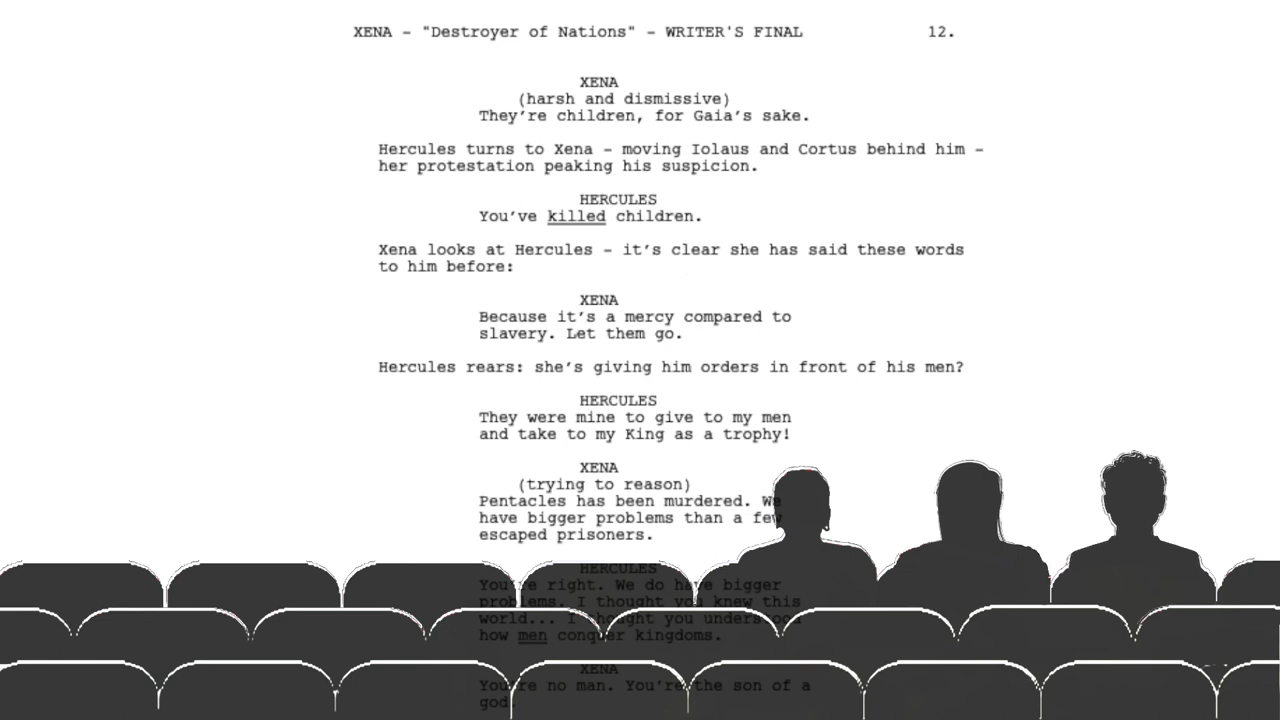 XENA - "Destroyer of Nations" - WRITER'S FINAL 12.
XENA
(harsh and dismissive)
They're children, for Gaia's sake.
Hercules turns to Xena - moving Iolaus and Cortus behind him -
her protestation peaking his suspicion.
HERCULES
You've killed children.
Xena looks at Hercules - it's clear she has said these words
to him before:
XENA
Because it's a mercy compared to
slavery. Let them go.
Hercules rears: she's giving him orders in front of his men?
HERCULES
They were mine to give to my men
and take to my King as a trophy!
XENA
(trying to reason)
Pentacles has been murdered. We
have bigger problems than a few
escaped prisoners.
HERCULES
You're right. We do have bigger
problems. I thought you knew this
world... I thought you understood
how men conquer kingdoms.
XENA
You're no man. You're the son of a
god.